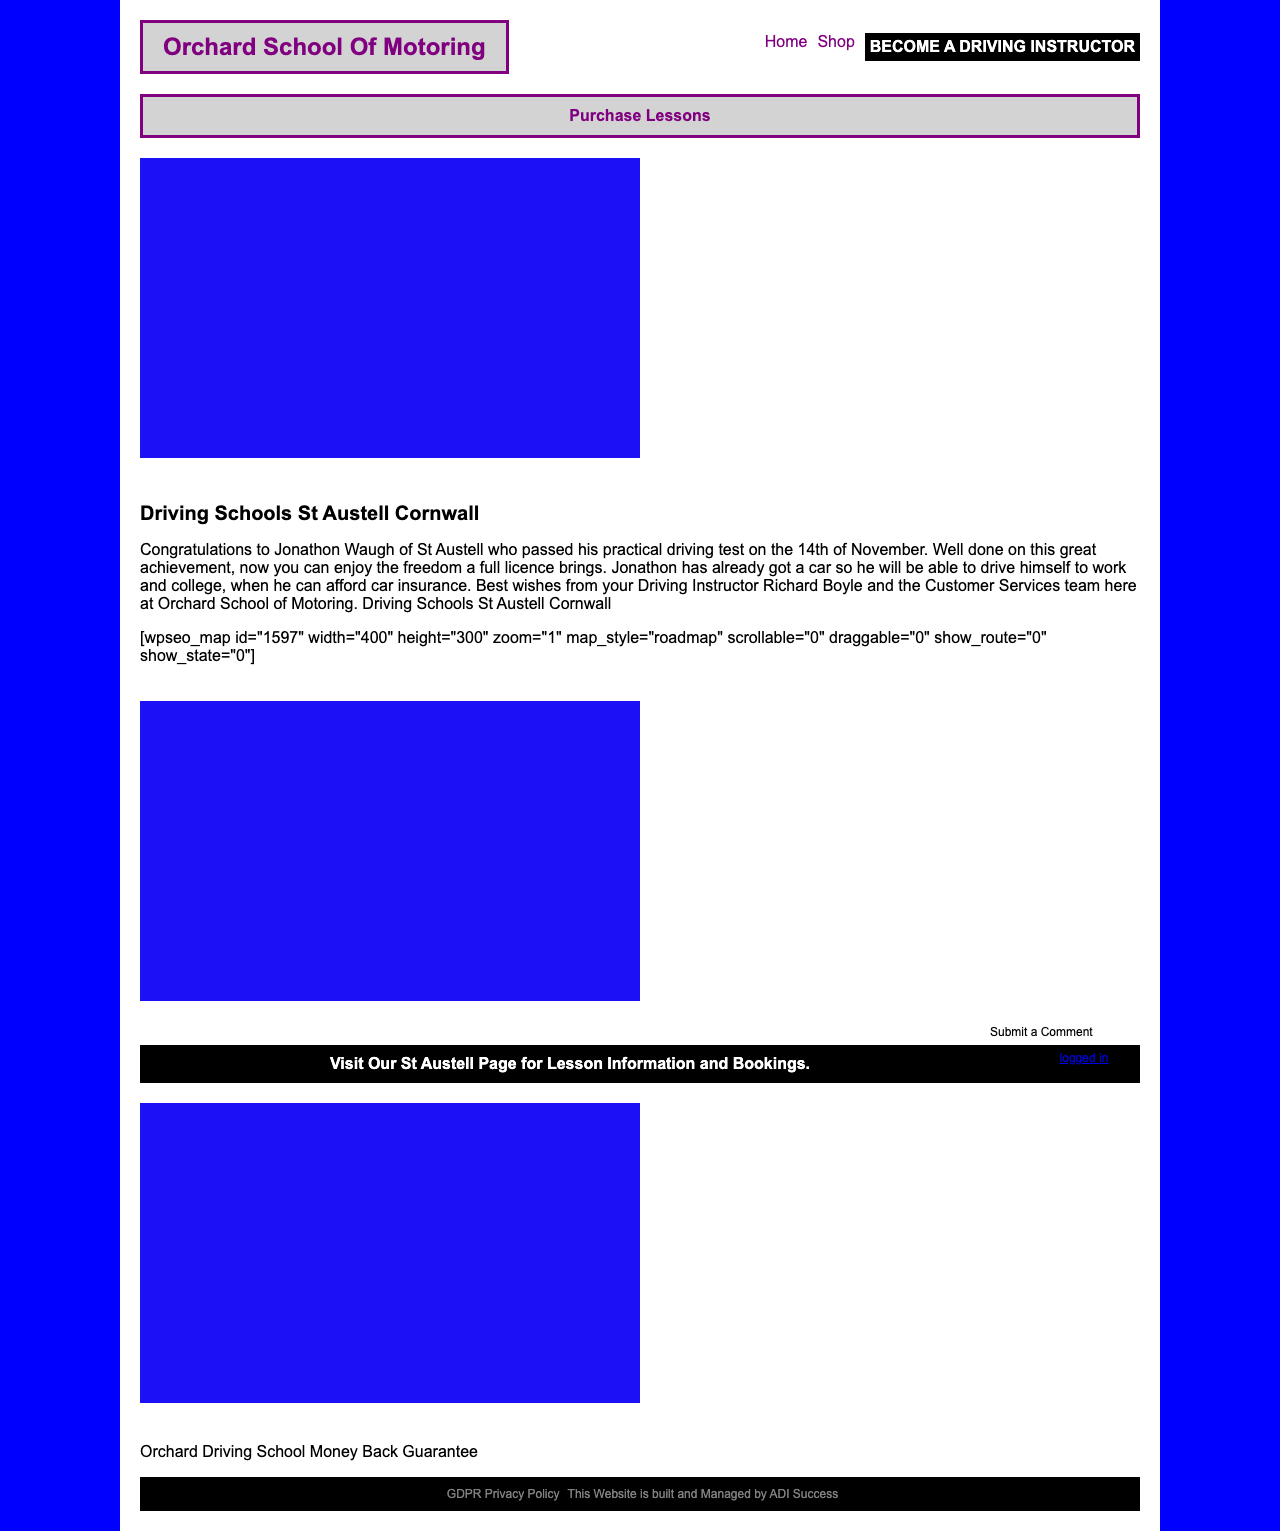 Orchard School Of Motoring
Home Shop BECOME A DRIVING INSTRUCTOR
Purchase Lessons
Driving Schools St Austell Cornwall
Congratulations to Jonathon Waugh of St Austell who passed his practical driving test on the 14th of November. Well done on this great
achievement, now you can enjoy the freedom a full licence brings. Jonathon has already got a car so he will be able to drive himself to work
and college, when he can afford car insurance. Best wishes from your Driving Instructor Richard Boyle and the Customer Services team here
at Orchard School of Motoring. Driving Schools St Austell Cornwall
[wpseo_map id="1597" width="400" height="300" zoom="1" map_style="roadmap" scrollable="0" draggable="0" show_route="0"
show_state="0"]
Submit a Comment
Visit Our St Austell Page for Lesson Information and Bookings.
logged in
Orchard Driving School Money Back Guarantee
GDPR Privacy Policy This Website is built and Managed by ADI Success